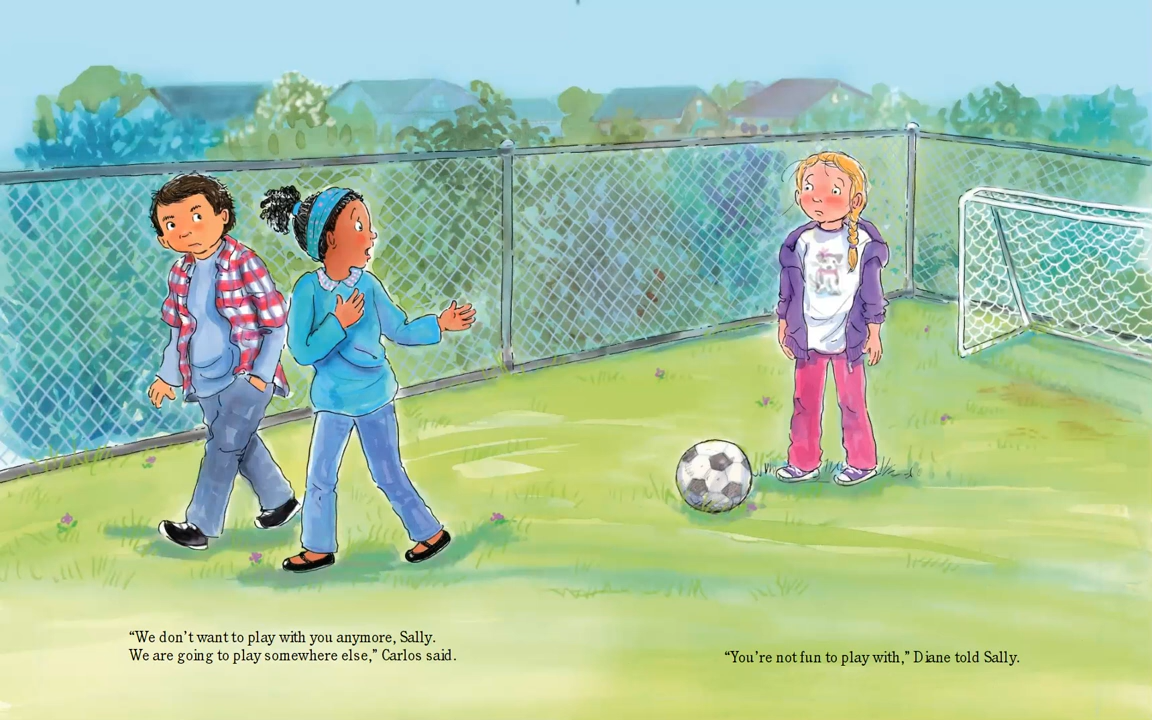 “We don’t want to play with you anymore, Sally.
We are going to play somewhere else,” Carlos said.
“You’re not fun to play with,” Diane told Sally.